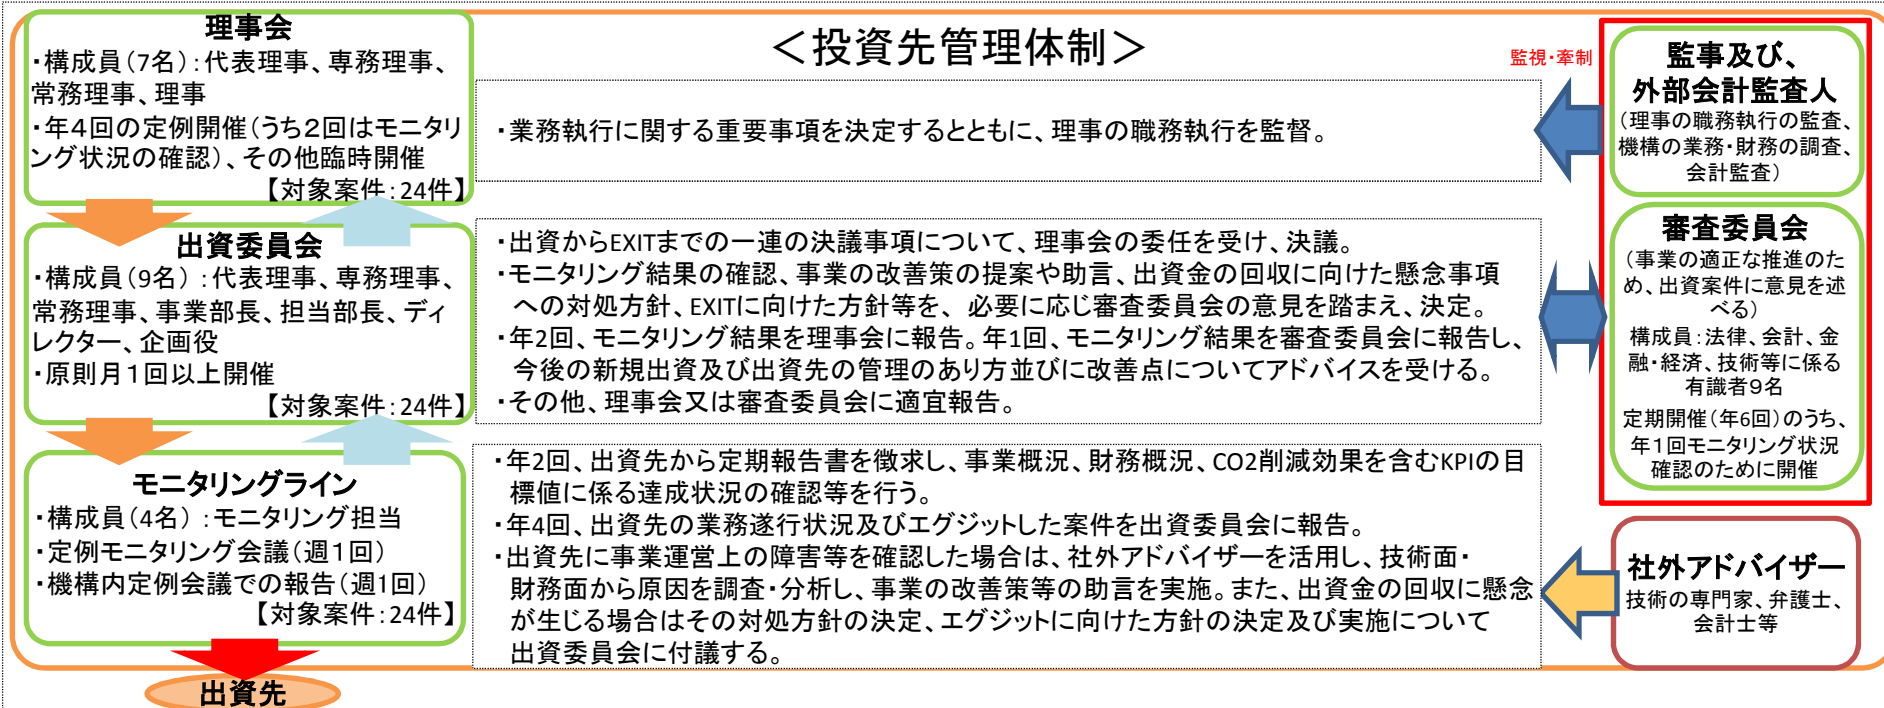 ＜投資先管理体制＞
理事会
・構成員(7名)：代表理事、専務理事、
常務理事、理事
・年４回の定例開催(うち２回はモニタリ
ング状況の確認)、その他臨時開催
【対象案件：24件】
・業務執行に関する重要事項を決定するとともに、理事の職務執行を監督。
監視・牽制
監事及び、
外部会計監査人
(理事の職務執行の監査、
機構の業務・財務の調査、
会計監査)
出資委員会
・構成員(9名)：代表理事、専務理事、
常務理事、事業部長、担当部長、ディ
レクター、企画役
・原則月１回以上開催
【対象案件：24件】
・出資からEXITまでの一連の決議事項について、理事会の委任を受け、決議。
・モニタリング結果の確認、事業の改善策の提案や助言、出資金の回収に向けた懸念事項
への対処方針、EXITに向けた方針等を、必要に応じ審査委員会の意見を踏まえ、決定。
・年2回、モニタリング結果を理事会に報告。年1回、モニタリング結果を審査委員会に報告し、
今後の新規出資及び出資先の管理のあり方並びに改善点についてアドバイスを受ける。
・その他、理事会又は審査委員会に適宜報告。
審査委員会
(事業の適正な推進のた
め、出資案件に意見を述
べる)
構成員：法律、会計、金
融・経済、技術等に係る
有識者９名
定期開催(年6回)のうち、
年１回モニタリング状況
確認のために開催
モニタリングライン
・構成員(4名)：モニタリング担当
・定例モニタリング会議(週１回)
・機構内定例会議での報告(週1回)
【対象案件：24件】
・年2回、出資先から定期報告書を徴求し、事業概況、財務概況、CO2削減効果を含むKPIの目
標値に係る達成状況の確認等を行う。
・年4回、出資先の業務遂行状況及びエグジットした案件を出資委員会に報告。
・出資先に事業運営上の障害等を確認した場合は、社外アドバイザーを活用し、技術面・
財務面から原因を調査・分析し、事業の改善策等の助言を実施。また、出資金の回収に懸念
が生じる場合はその対処方針の決定、エグジットに向けた方針の決定及び実施について
出資委員会に付議する。
社外アドバイザー
技術の専門家、弁護士、
会計士等
出資先